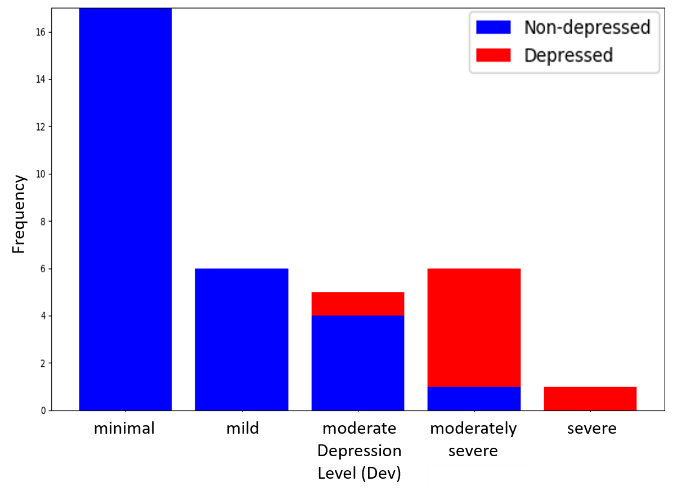 Non-depressed
Depressed
Frequency
16
14
12
10
8
6
4
2
0
minimal
mild
moderate
moderately
severe
severe
Depression
Level (Dev)